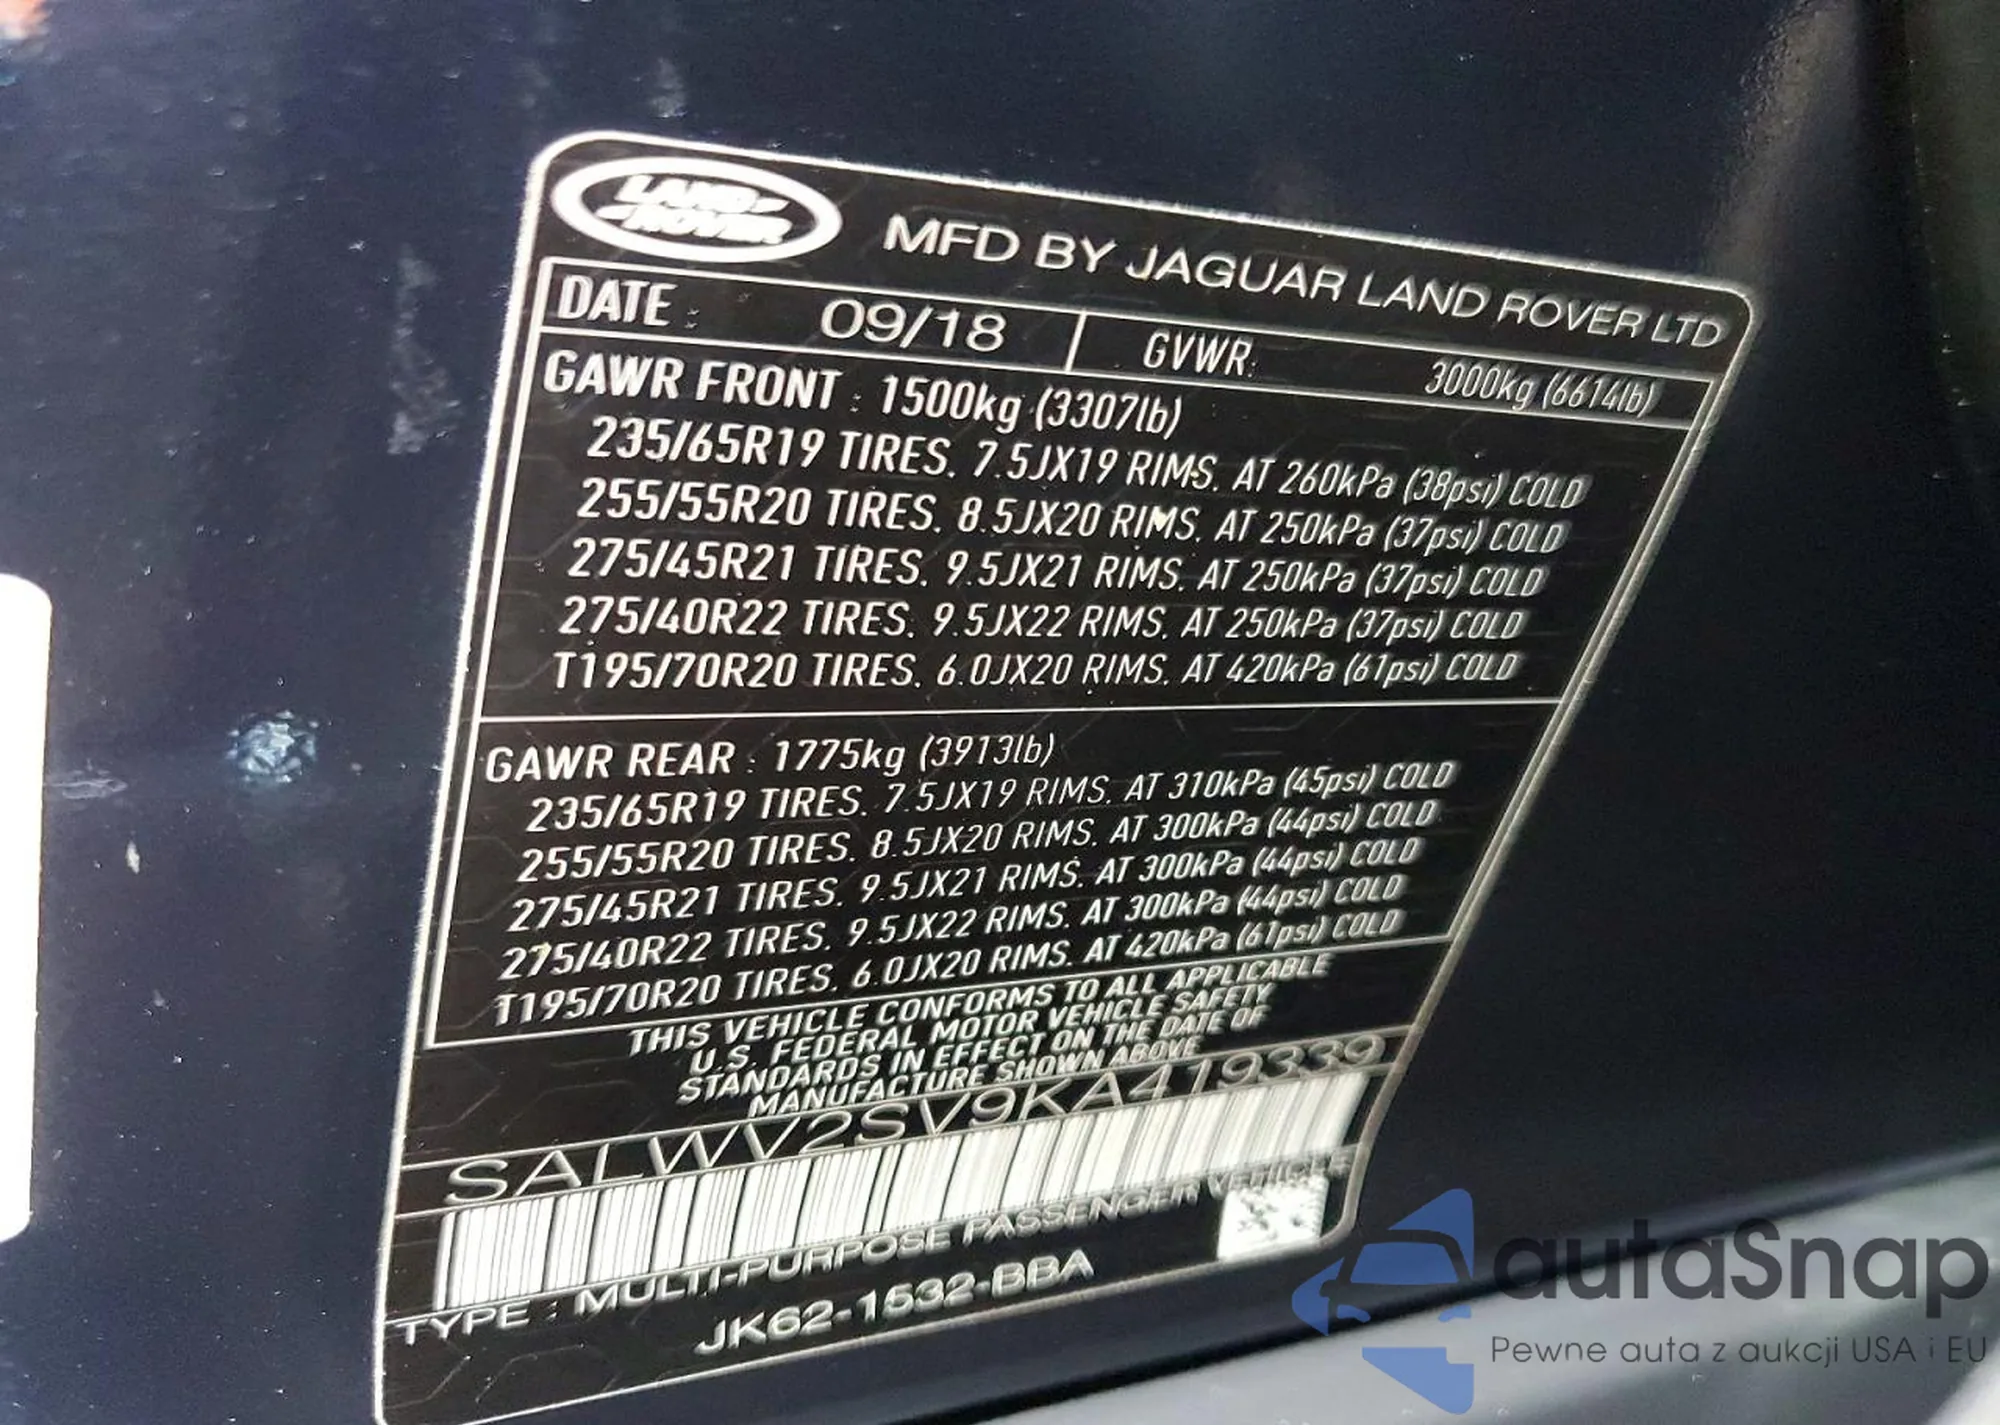 LAND
ROVER
MFD BY JAGUAR LAND ROVER LTD
DATE : 09/18 GVWR: 3000kg (6614lb)
GAWR FRONT : 1500kg (3307lb)
235/65R19 TIRES. 7.5JX19 RIMS. AT 260kPa (38psi) COLD
255/55R20 TIRES. 8.5JX20 RIMS. AT 250kPa (37psi) COLD
275/45R21 TIRES. 9.5JX21 RIMS. AT 250kPa (37psi) COLD
275/40R22 TIRES. 9.5JX22 RIMS. AT 250kPa (37psi) COLD
T195/70R20 TIRES. 6.0JX20 RIMS. AT 420kPa (61psi) COLD
GAWR REAR : 1775kg (3913lb)
235/65R19 TIRES. 7.5JX19 RIMS. AT 310kPa (45psi) COLD
255/55R20 TIRES. 8.5JX20 RIMS. AT 300kPa (44psi) COLD
275/45R21 TIRES. 9.5JX21 RIMS. AT 300kPa (44psi) COLD
275/40R22 TIRES. 9.5JX22 RIMS. AT 300kPa (44psi) COLD
T195/70R20 TIRES. 6.0JX20 RIMS. AT 420kPa (61psi) COLD
THIS VEHICLE CONFORMS TO ALL APPLICABLE
U.S. FEDERAL MOTOR VEHICLE SAFETY
STANDARDS IN EFFECT ON THE DATE OF
MANUFACTURE SHOWN ABOVE
SALWV2SV9KA419339
TYPE : MULTI-PURPOSE PASSENGER VEHICLE
JK62-1532-BBA
autaSnap
Pewne auta z aukcji USA i EU